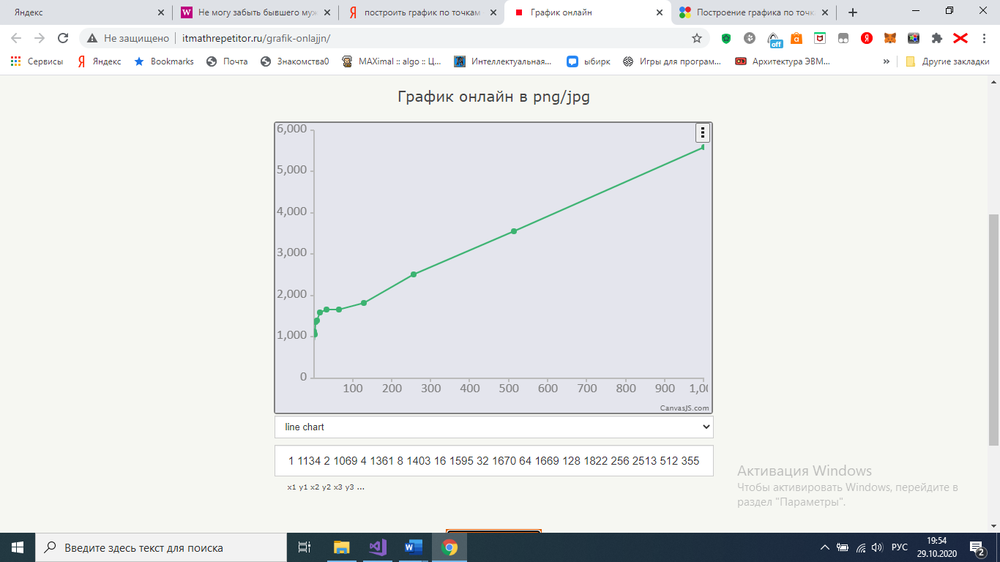 Яндекс
Не могу забыть бывшего муж
построить график по точкам
График онлайн
Построение графика по точк
Не защищено
itmathrepetitor.ru/grafik-onlajjn/
off
Сервисы
Яндекс
Bookmarks
Почта
Знакомства0
MAXimal :: algo :: Ц...
Интеллектуальная...
ыбирк
Игры для програм...
Архитектура ЭВМ...
»
Другие закладки
График онлайн в png/jpg
6,000
5,000
4,000
3,000
2,000
1,000
0
100 200 300 400 500 600 700 800 900 1,00
CanvasJS.com
line chart
1 1134 2 1069 4 1361 8 1403 16 1595 32 1670 64 1669 128 1822 256 2513 512 355
x1 y1 x2 y2 x3 y3 ...
Активация Windows
Чтобы активировать Windows, перейдите в
раздел "Параметры".
Введите здесь текст для поиска
РУС
19:54
29.10.2020
2